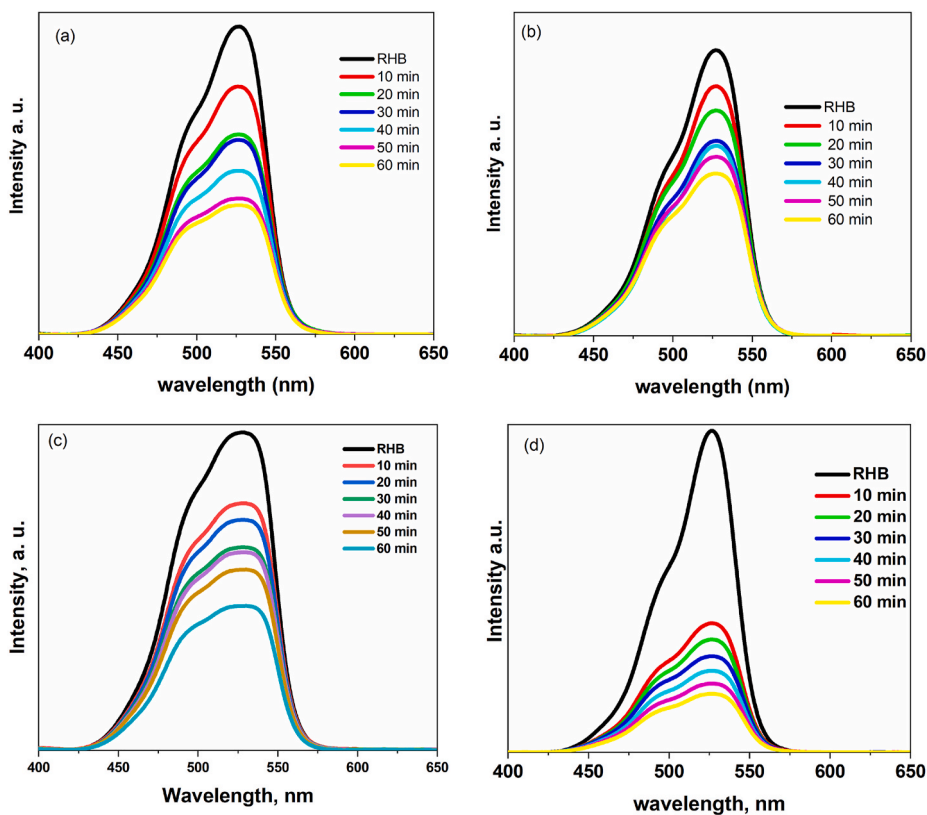 (a)
RHB
10 min
20 min
30 min
40 min
50 min
60 min
Intensity a. u.
400 450 500 550 600 650
wavelength (nm)
(b)
RHB
10 min
20 min
30 min
40 min
50 min
60 min
Intensity a. u.
400 450 500 550 600 650
wavelength (nm)
(c)
RHB
10 min
20 min
30 min
40 min
50 min
60 min
Intensity, a. u.
400 450 500 550 600 650
Wavelength, nm
(d)
RHB
10 min
20 min
30 min
40 min
50 min
60 min
Intensity a.u.
400 450 500 550 600 650
wavelength, nm